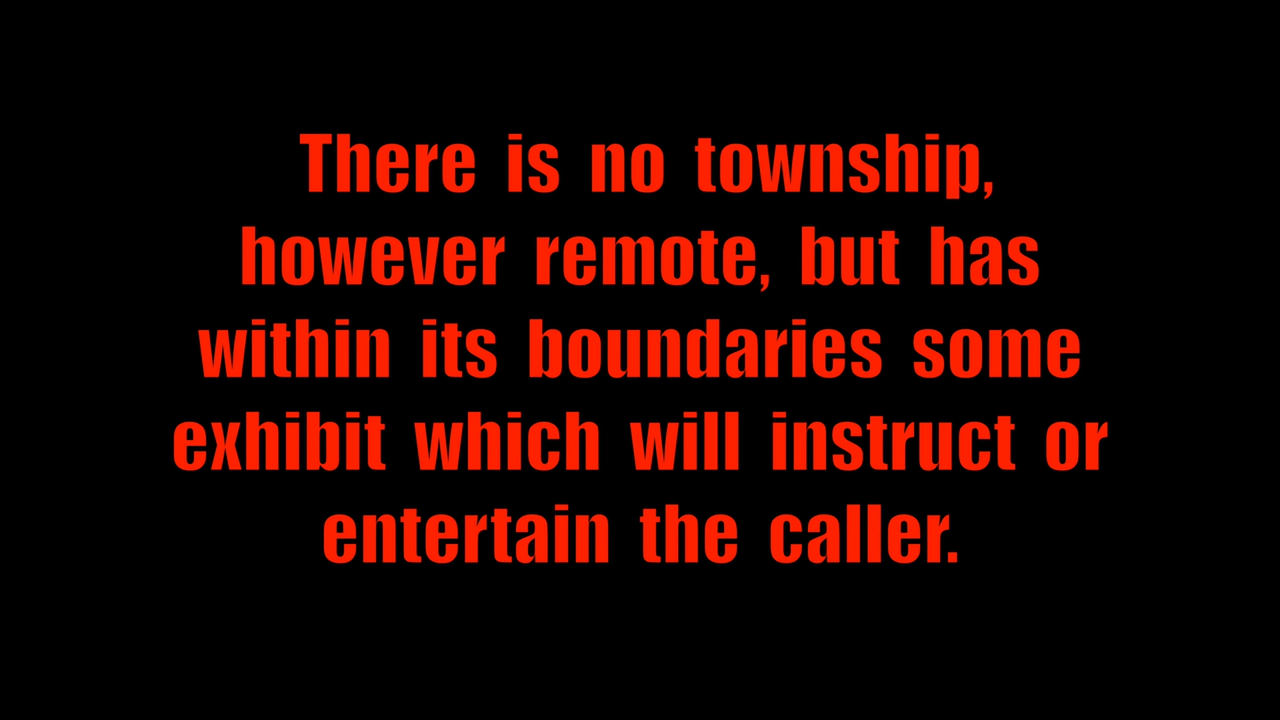 There is no township,
however remote, but has
within its boundaries some
exhibit which will instruct or
entertain the caller.